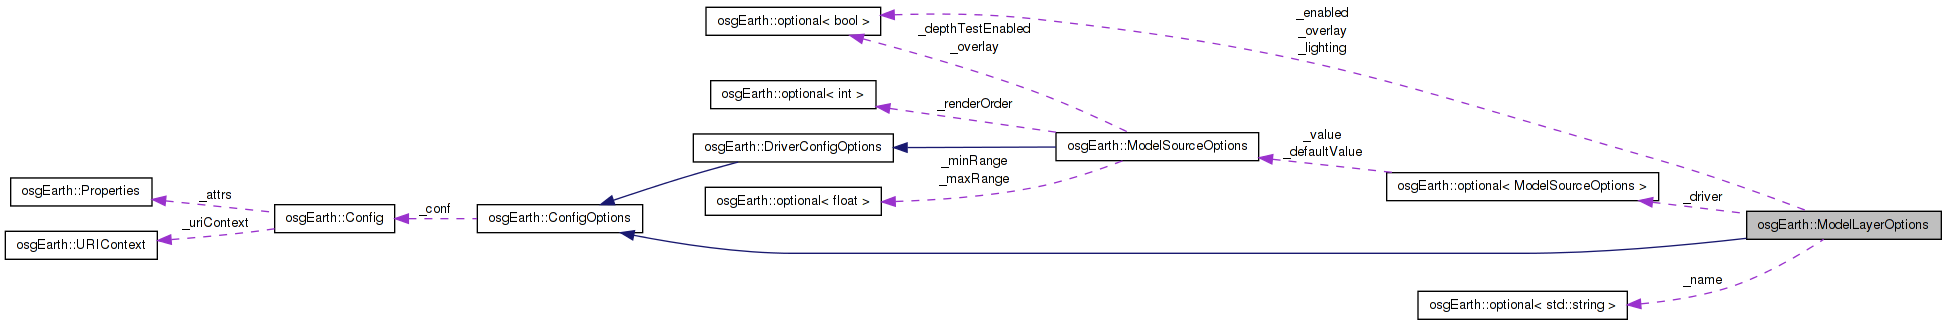 osgEarth::optional< bool >
_depthTestEnabled
_overlay
_enabled
_overlay
_lighting
osgEarth::optional< int >
_renderOrder
osgEarth::DriverConfigOptions
osgEarth::ModelSourceOptions
_value
_defaultValue
_minRange
_maxRange
osgEarth::optional< float >
osgEarth::optional< ModelSourceOptions >
_driver
osgEarth::Properties
_attrs
_uriContext
osgEarth::URIContext
osgEarth::Config
_conf
osgEarth::ConfigOptions
osgEarth::ModelLayerOptions
_name
osgEarth::optional< std::string >